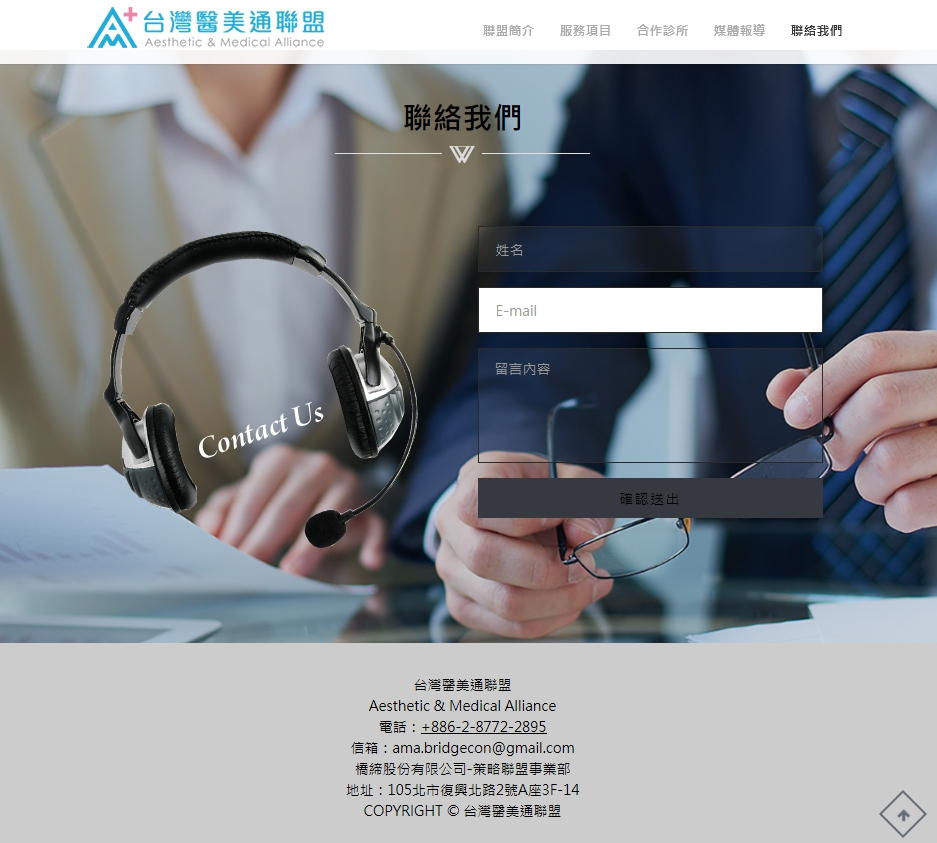 台灣醫美通聯盟
Aesthetic & Medical Alliance
聯盟簡介 服務項目 合作診所 媒體報導 聯絡我們
聯絡我們
姓名
E-mail
留言內容
Contact Us
確認送出
台灣醫美通聯盟
Aesthetic & Medical Alliance
電話：+886-2-8772-2895
信箱：ama.bridgecon@gmail.com
橋締股份有限公司-策略聯盟事業部
地址：105北市復興北路2號A座3F-14
COPYRIGHT © 台灣醫美通聯盟